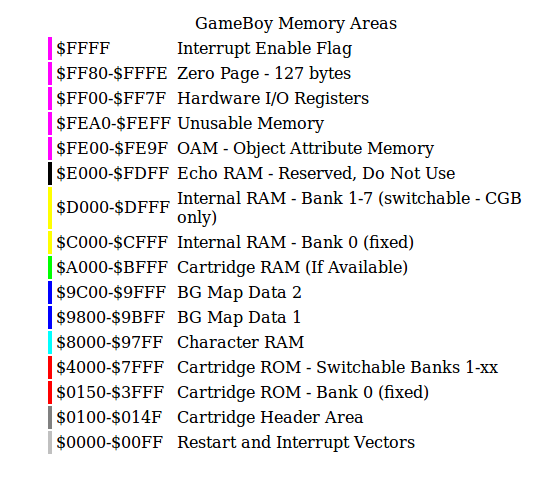 GameBoy Memory Areas
$FFFF Interrupt Enable Flag
$FF80-$FFFE Zero Page - 127 bytes
$FF00-$FF7F Hardware I/O Registers
$FEA0-$FEFF Unusable Memory
$FE00-$FE9F OAM - Object Attribute Memory
$E000-$FDFF Echo RAM - Reserved, Do Not Use
$D000-$DFFF Internal RAM - Bank 1-7 (switchable - CGB
only)
$C000-$CFFF Internal RAM - Bank 0 (fixed)
$A000-$BFFF Cartridge RAM (If Available)
$9C00-$9FFF BG Map Data 2
$9800-$9BFF BG Map Data 1
$8000-$97FF Character RAM
$4000-$7FFF Cartridge ROM - Switchable Banks 1-xx
$0150-$3FFF Cartridge ROM - Bank 0 (fixed)
$0100-$014F Cartridge Header Area
$0000-$00FF Restart and Interrupt Vectors